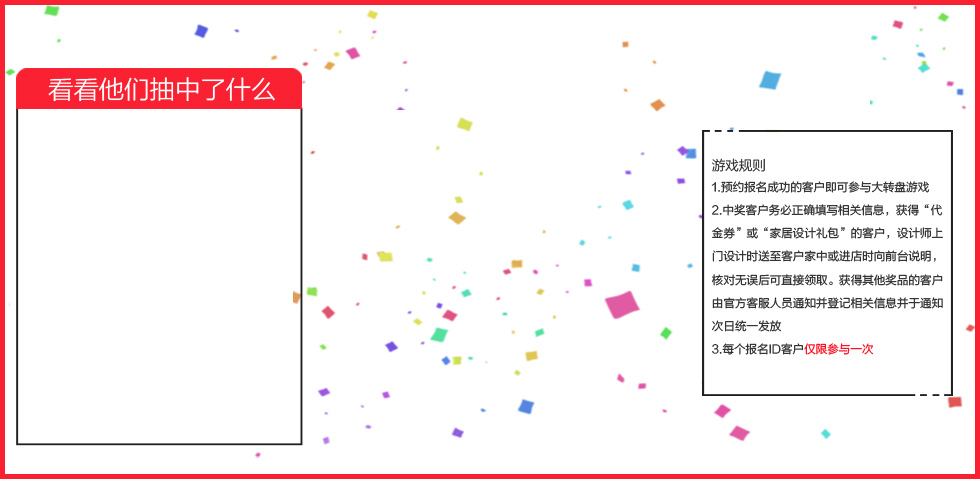 看看他们抽中了什么
游戏规则
1.预约报名成功的客户即可参与大转盘游戏
2.中奖客户务必正确填写相关信息，获得“代
金券”或“家居设计礼包”的客户，设计师上
门设计时送至客户家中或进店时向前台说明，
核对无误后可直接领取。获得其他奖品的客户
由官方客服人员通知并登记相关信息并于通知
次日统一发放
3.每个报名ID客户仅限参与一次